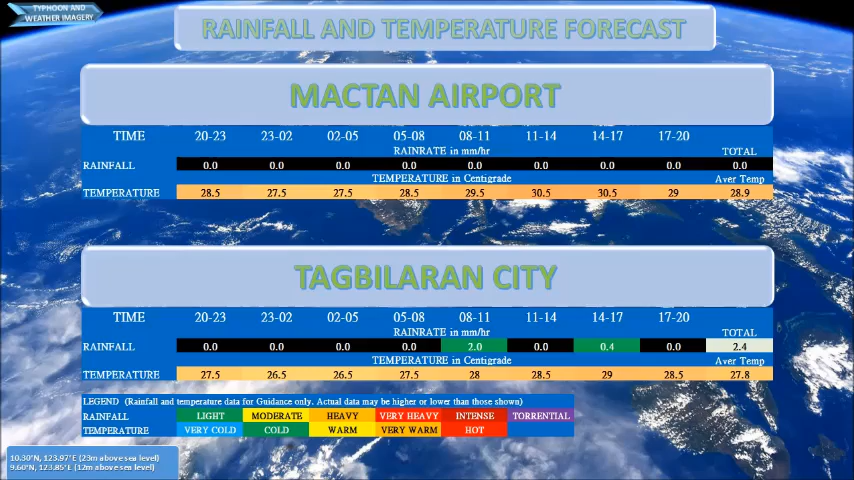 TYPHOON AND
WEATHER IMAGERY
RAINFALL AND TEMPERATURE FORECAST
MACTAN AIRPORT
TIME 20-23 23-02 02-05 05-08 08-11 11-14 14-17 17-20
RAINRATE in mm/hr TOTAL
RAINFALL 0.0 0.0 0.0 0.0 0.0 0.0 0.0 0.0 0.0
TEMPERATURE in Centigrade Aver Temp
TEMPERATURE 28.5 27.5 27.5 28.5 29.5 30.5 30.5 29 28.9
TAGBILARAN CITY
TIME 20-23 23-02 02-05 05-08 08-11 11-14 14-17 17-20
RAINRATE in mm/hr TOTAL
RAINFALL 0.0 0.0 0.0 0.0 2.0 0.0 0.4 0.0 2.4
TEMPERATURE in Centigrade Aver Temp
TEMPERATURE 27.5 26.5 26.5 27.5 28 28.5 29 28.5 27.8
LEGEND (Rainfall and temperature data for Guidance only. Actual data may be higher or lower than those shown)
RAINFALL LIGHT MODERATE HEAVY VERY HEAVY INTENSE TORRENTIAL
TEMPERATURE VERY COLD COLD WARM VERY WARM HOT
10.30°N, 123.97°E (23m above sea level)
9.60°N, 123.85°E (12m above sea level)